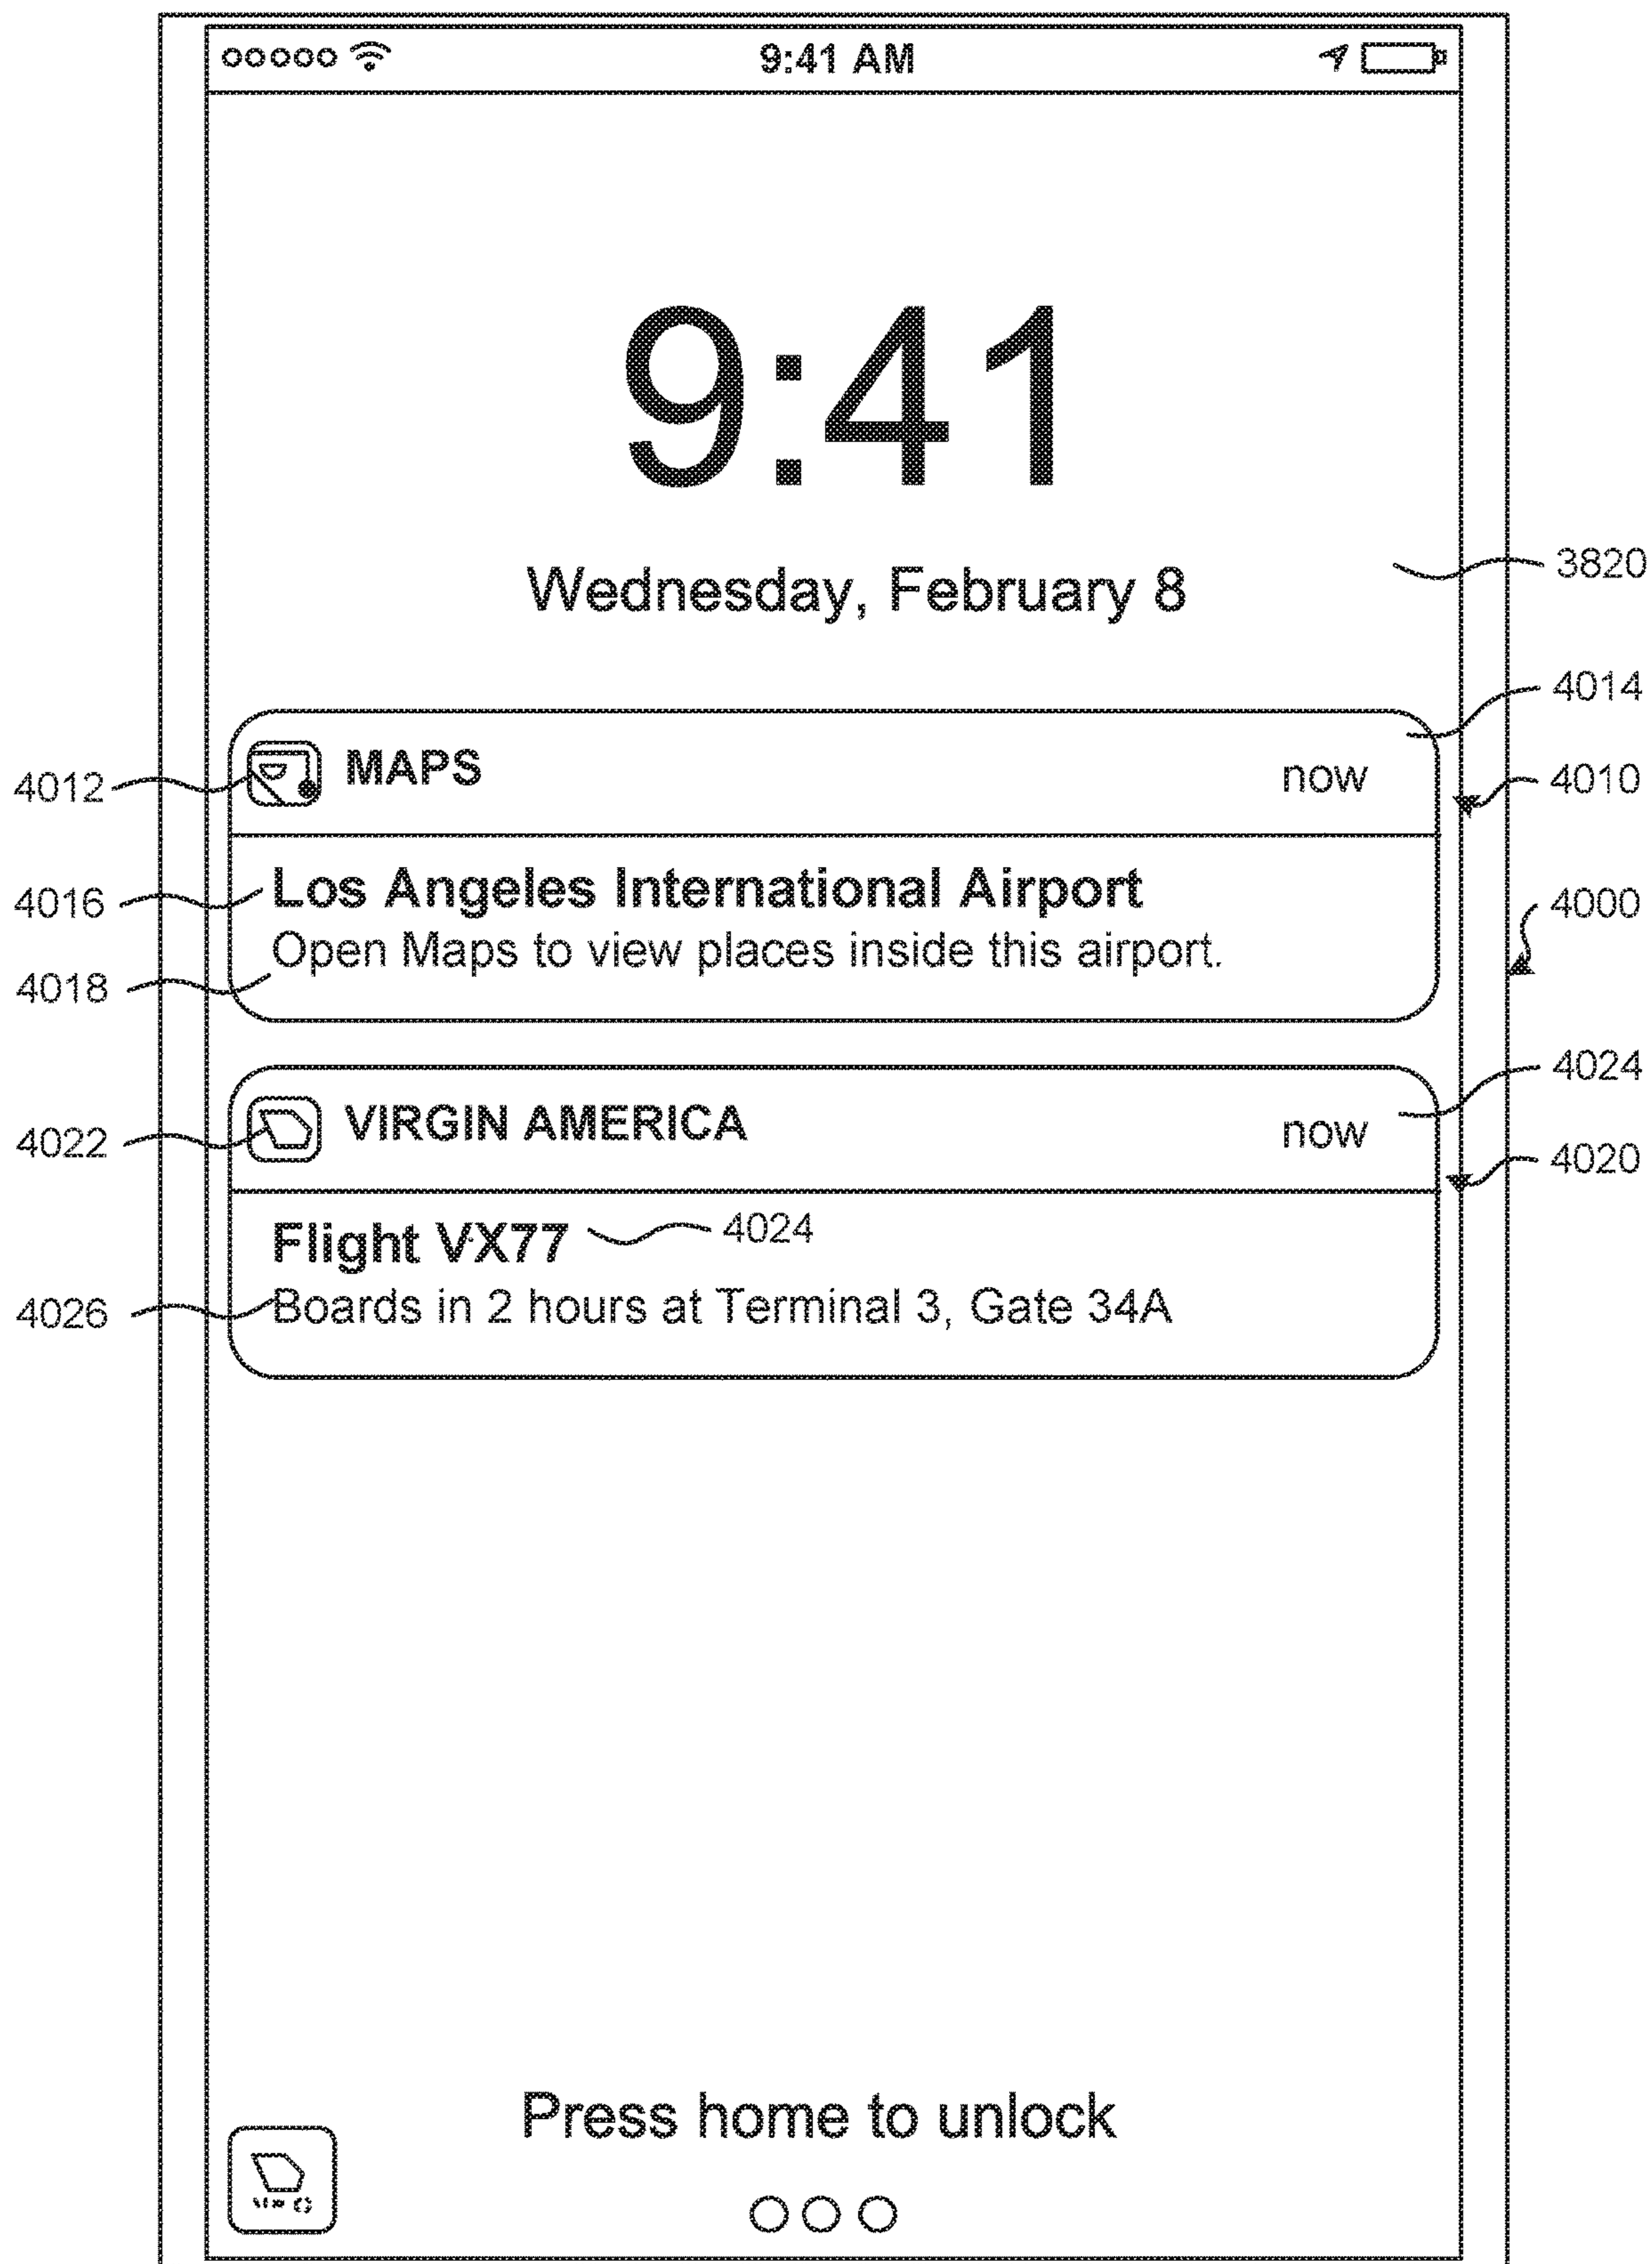 9:41 AM
9:41
3820
Wednesday, February 8
4014
MAPS
now
4012
4010
Los Angeles International Airport
4016
4000
Open Maps to view places inside this airport.
4018
4024
VIRGIN AMERICA
now
4022
4020
Flight VX77
4024
Boards in 2 hours at Terminal 3, Gate 34A
4026
Press home to unlock